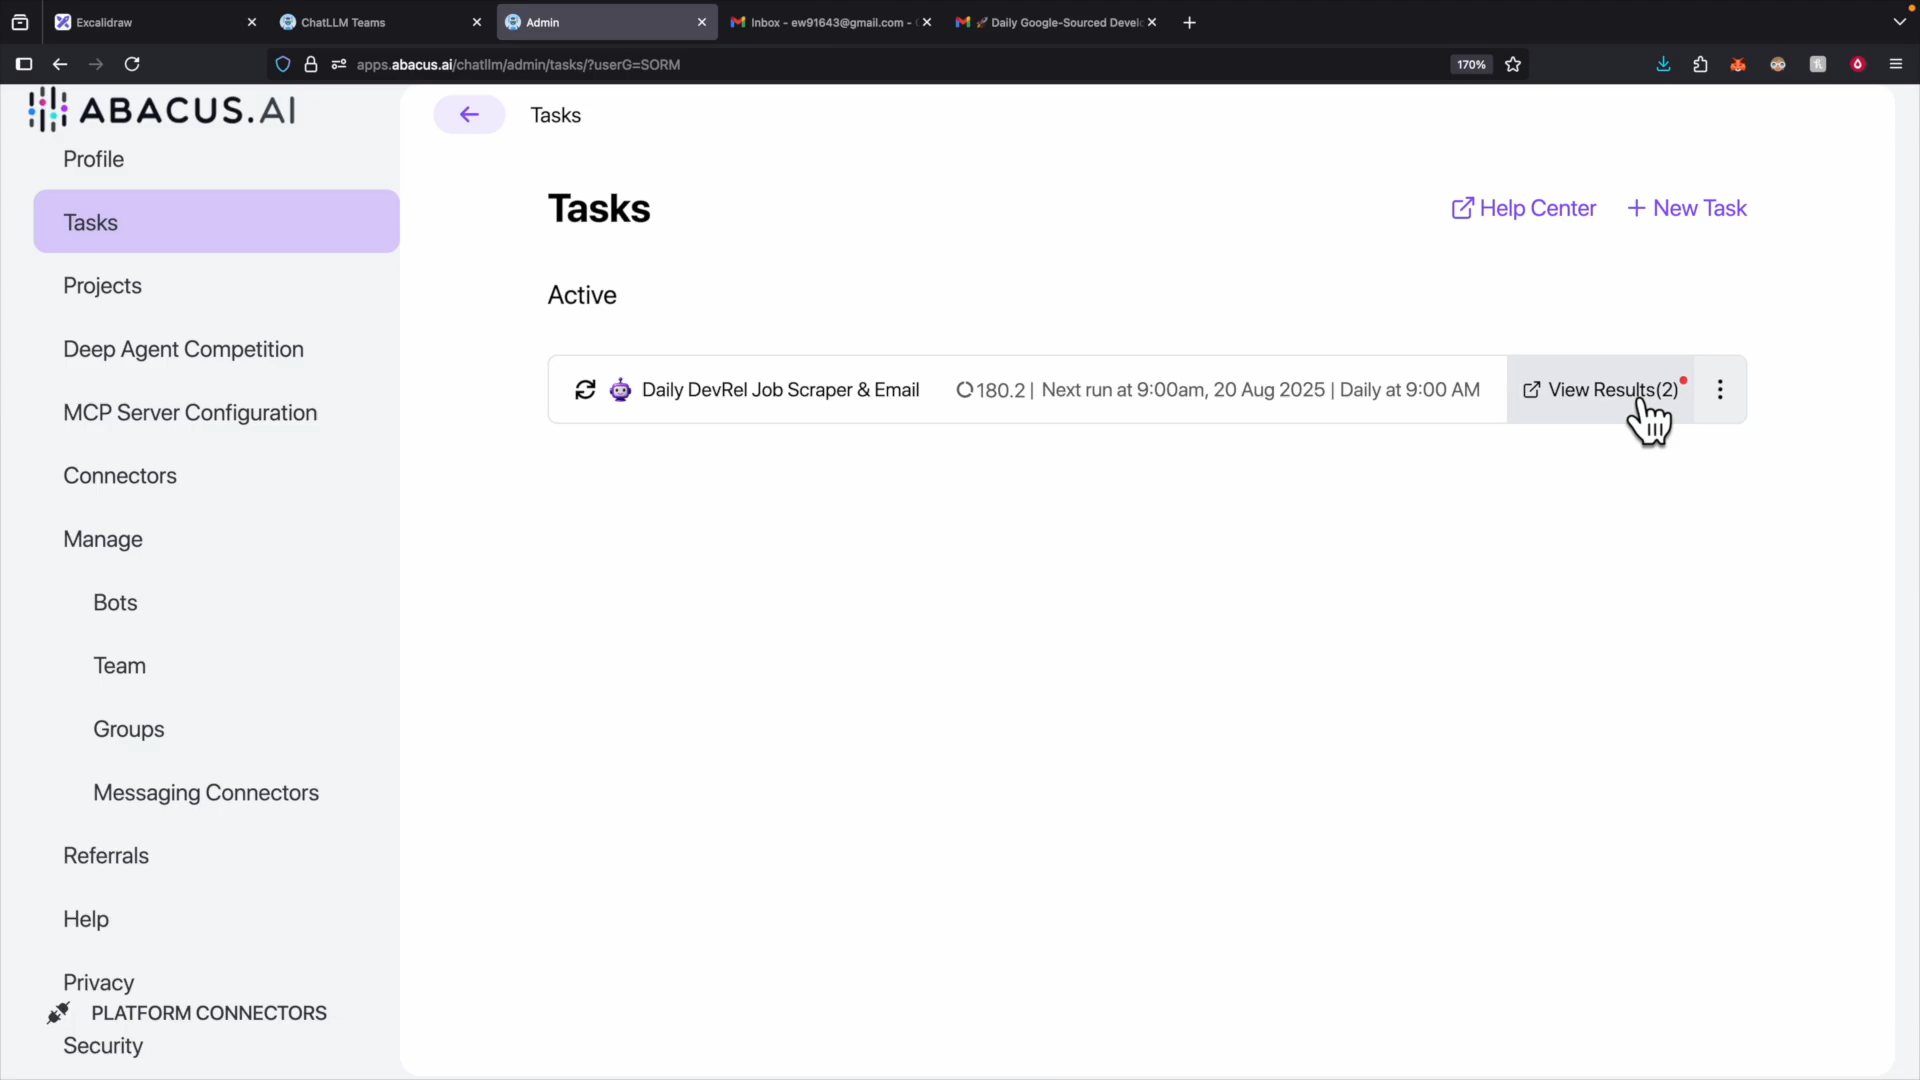 Excalidraw
ChatLLM Teams
Admin
Inbox - ew91643@gmail.com -
🚀 Daily Google-Sourced Devel
apps.abacus.ai/chatllm/admin/tasks/?userG=SORM
170%
ABACUS.AI
Profile
Tasks
Projects
Deep Agent Competition
MCP Server Configuration
Connectors
Manage
Bots
Team
Groups
Messaging Connectors
Referrals
Help
Privacy
PLATFORM CONNECTORS
Security
Tasks
Tasks
Help Center
+ New Task
Active
Daily DevRel Job Scraper & Email
180.2 | Next run at 9:00am, 20 Aug 2025 | Daily at 9:00 AM
View Results(2)